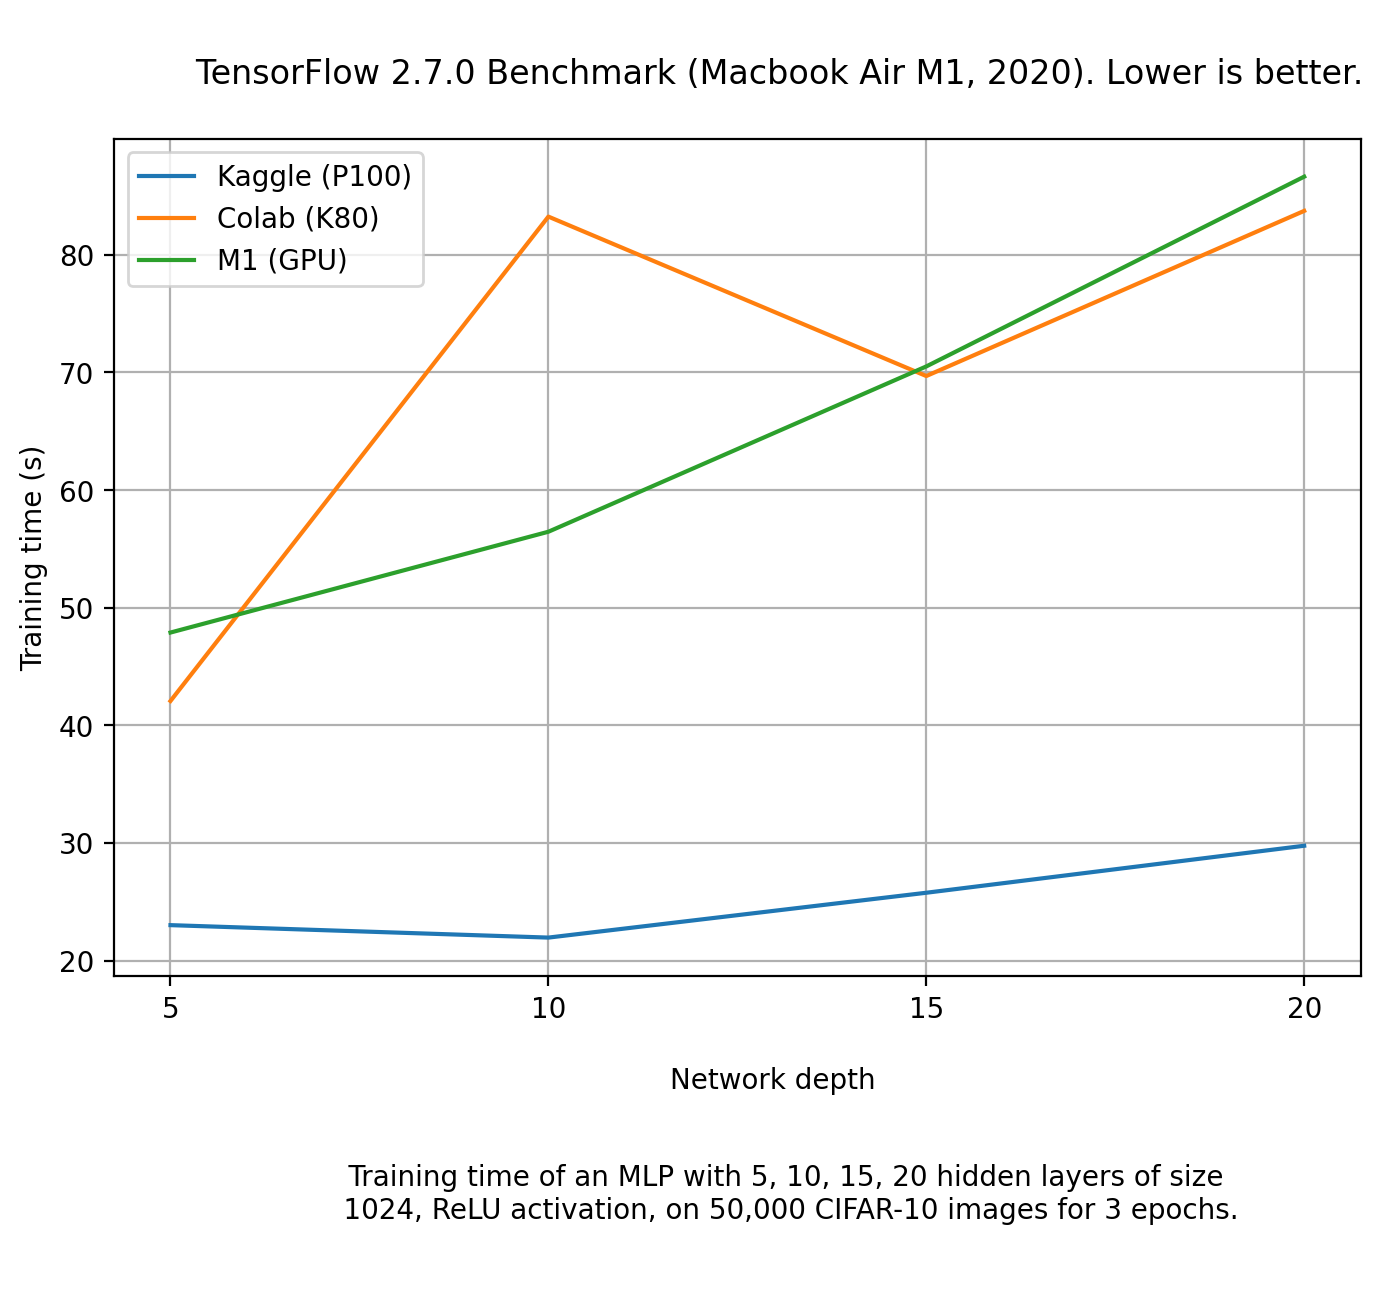 TensorFlow 2.7.0 Benchmark (Macbook Air M1, 2020). Lower is better.
Kaggle (P100)
Colab (K80)
M1 (GPU)
80
70
60
50
40
30
20
Training time (s)
5 10 15 20
Network depth
Training time of an MLP with 5, 10, 15, 20 hidden layers of size
1024, ReLU activation, on 50,000 CIFAR-10 images for 3 epochs.